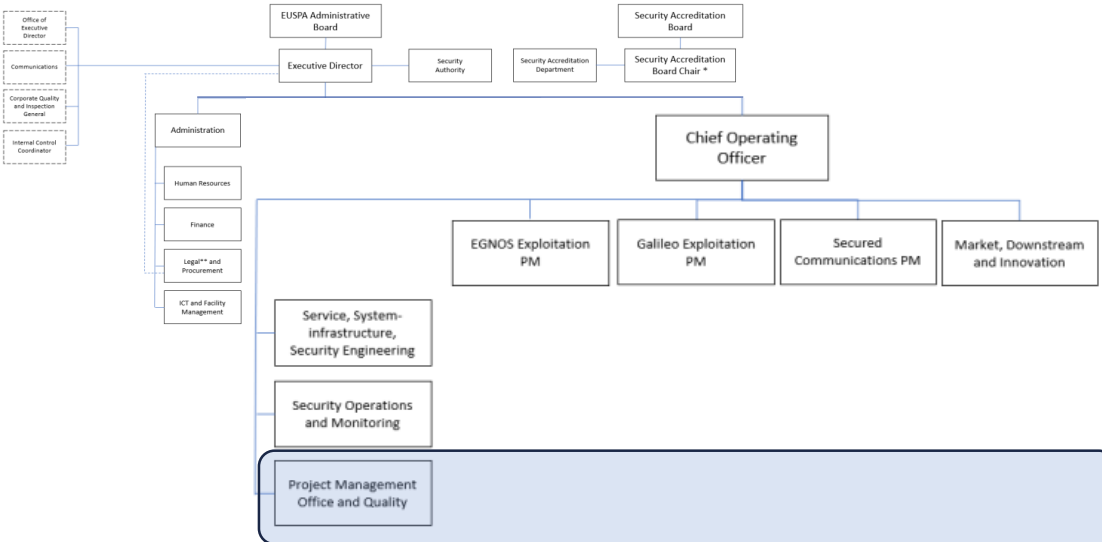 Office of
Executive
Director
Communications
Corporate Quality
and Inspection
General
Internal Control
Coordinator
EUSPA Administrative
Board
Executive Director
Security
Authority
Security Accreditation
Board
Security Accreditation
Department
Security Accreditation
Board Chair *
Administration
Human Resources
Finance
Legal** and
Procurement
ICT and Facility
Management
Chief Operating
Officer
EGNOS Exploitation
PM
Galileo Exploitation
PM
Secured
Communications PM
Market, Downstream
and Innovation
Service, System-
infrastructure,
Security Engineering
Security Operations
and Monitoring
Project Management
Office and Quality